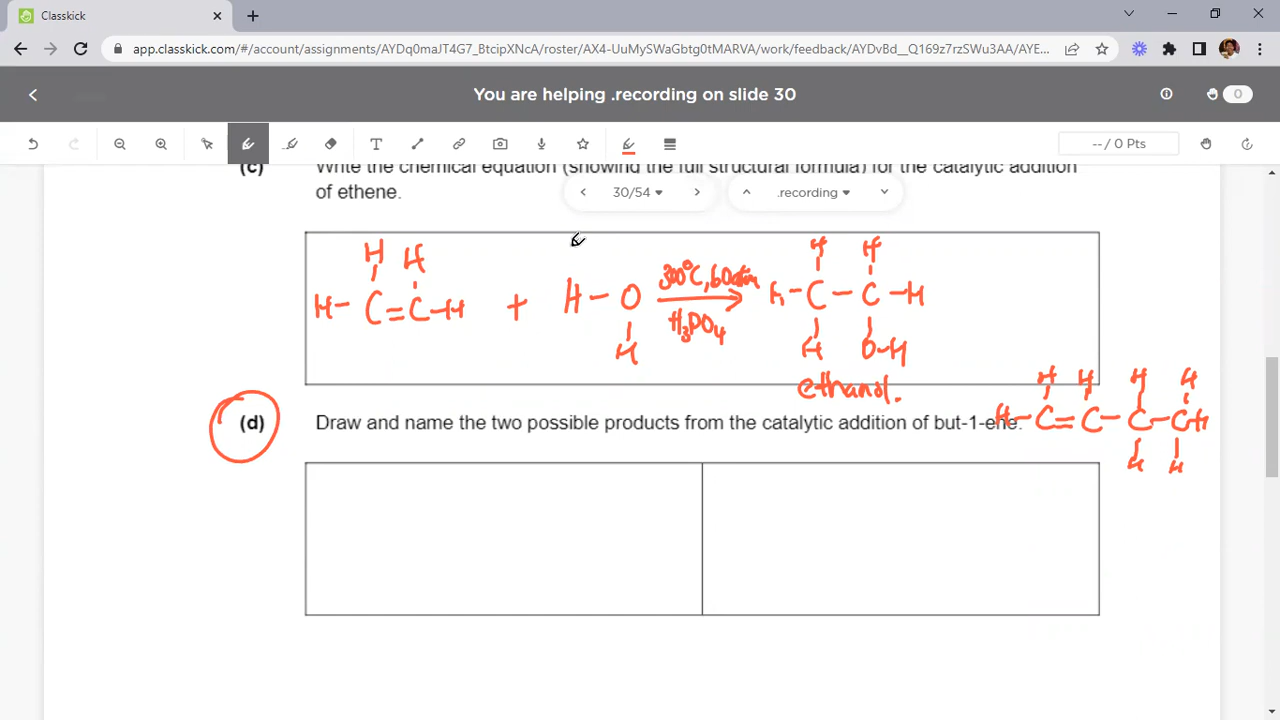 Classkick
app.classkick.com/#/account/assignments/AYDq0maJT4G7_BtcipXNcA/roster/AX4-UuMySWaGbtg0tMARVA/work/feedback/AYDvBd__Q169z7rzSWu3AA/AYE...
You are helping .recording on slide 30
0
T
-- / 0 Pts
(c) Write the chemical equation (showing the full structural formula) for the catalytic addition
of ethene.
30/54
.recording
H H
H-C=C-H + H-O
H
300°C, 60atm
H₃PO₄
H H
H-C-C-H
H O-H
ethanol.
(d) Draw and name the two possible products from the catalytic addition of but-1-ene.
H H H H
H-C=C-C-CH
H H